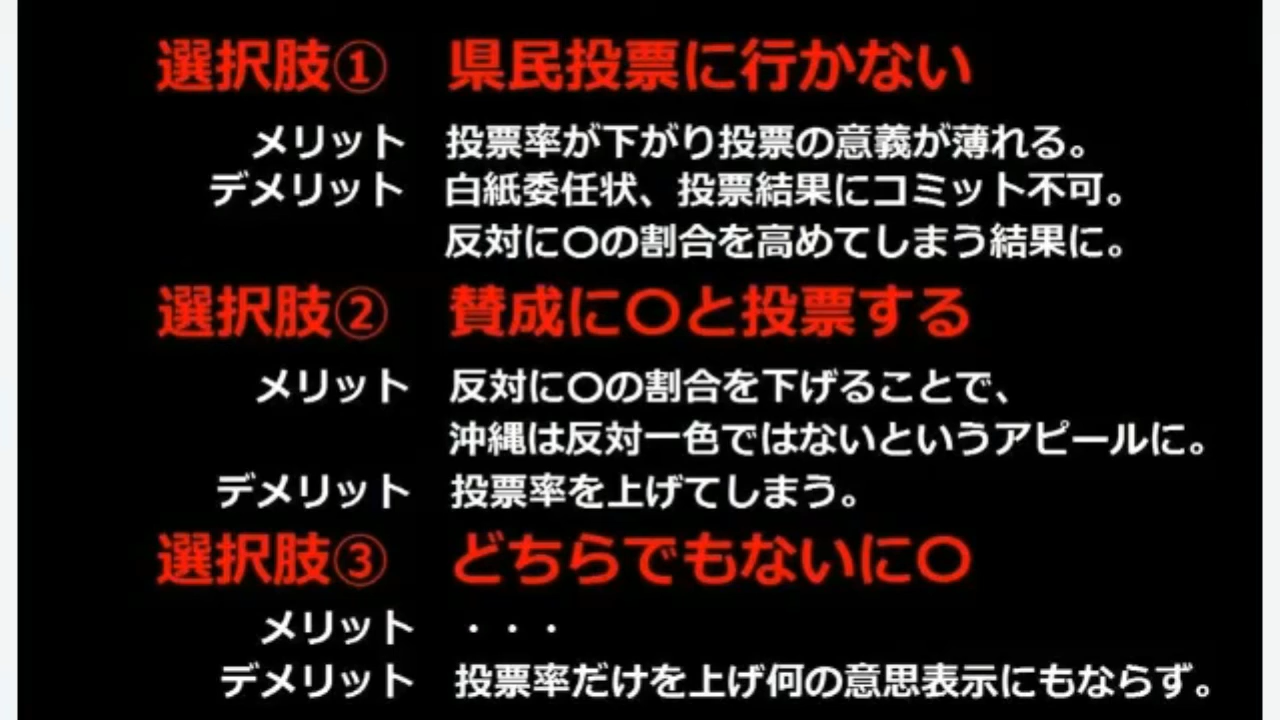 選択肢① 県民投票に行かない
メリット 投票率が下がり投票の意義が薄れる。
デメリット 白紙委任状、投票結果にコミット不可。
反対に〇の割合を高めてしまう結果に。
選択肢② 賛成に〇と投票する
メリット 反対に〇の割合を下げることで、
沖縄は反対一色ではないというアピールに。
デメリット 投票率を上げてしまう。
選択肢③ どちらでもないに〇
メリット ・・・
デメリット 投票率だけを上げ何の意思表示にもならず。